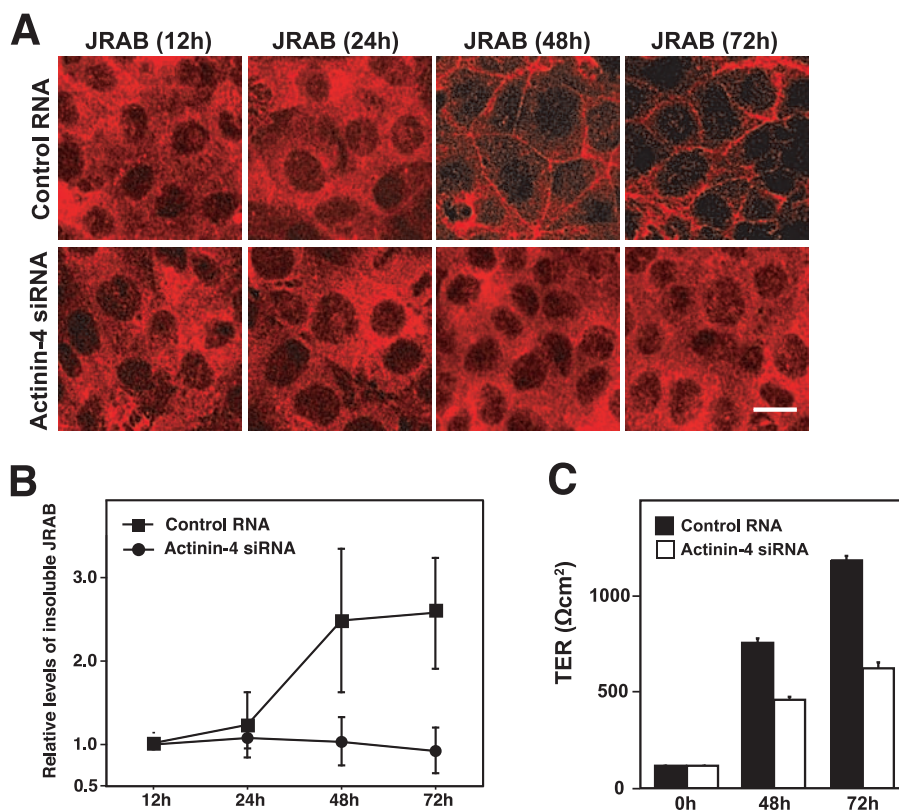 A
JRAB (12h) JRAB (24h) JRAB (48h) JRAB (72h)
Control RNA
Actinin-4 siRNA
B
Relative levels of insoluble JRAB
Control RNA
Actinin-4 siRNA
3.0
2.0
1.0
0.5
12h 24h 48h 72h
C
TER (Ωcm²)
Control RNA
Actinin-4 siRNA
1000
500
0
0h 48h 72h